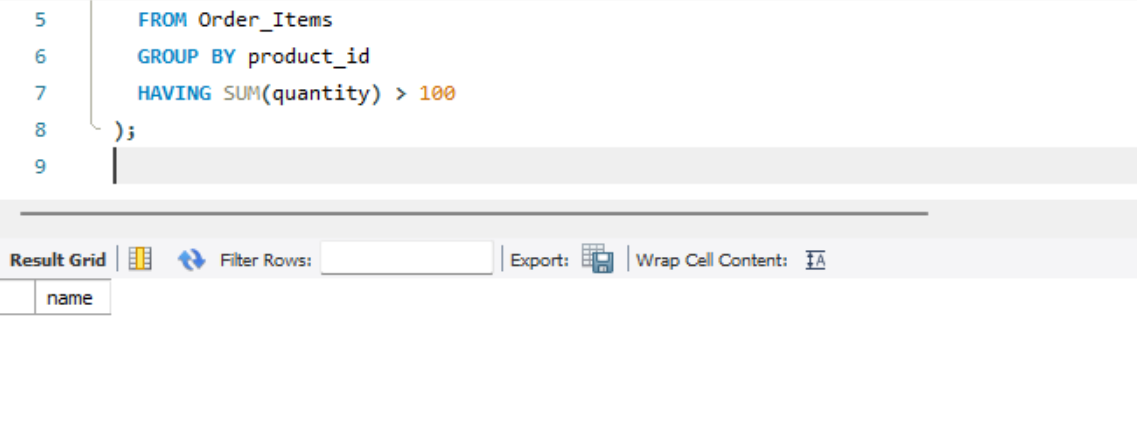 5 FROM Order_Items
6 GROUP BY product_id
7 HAVING SUM(quantity) > 100
8 );
9
Result Grid Filter Rows: Export: Wrap Cell Content: IA
name